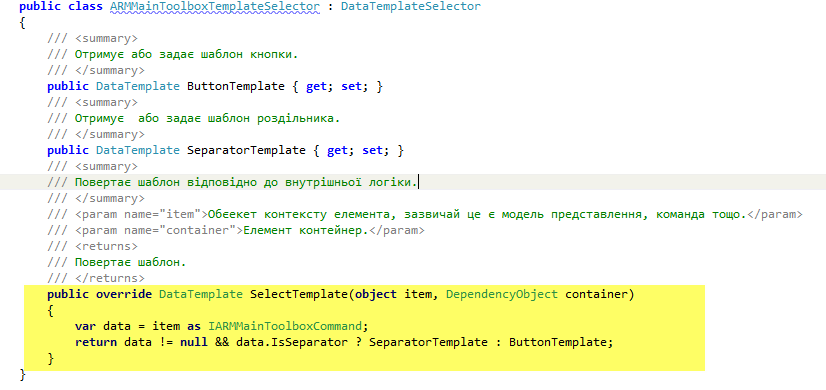 public class ARMMainToolboxTemplateSelector : DataTemplateSelector
{
/// <summary>
/// Отримує або задає шаблон кнопки.
/// </summary>
public DataTemplate ButtonTemplate { get; set; }
/// <summary>
/// Отримує  або задає шаблон роздільника.
/// </summary>
public DataTemplate SeparatorTemplate { get; set; }
/// <summary>
/// Повертає шаблон відповідно до внутрішньої логіки.
/// </summary>
/// <param name="item">Обєекет контексту елемента, зазвичай це є модель представлення, команда тощо.</param>
/// <param name="container">Елемент контейнер.</param>
/// <returns>
/// Повертає шаблон.
/// </returns>
public override DataTemplate SelectTemplate(object item, DependencyObject container)
{
var data = item as IARMMainToolboxCommand;
return data != null && data.IsSeparator ? SeparatorTemplate : ButtonTemplate;
}
}